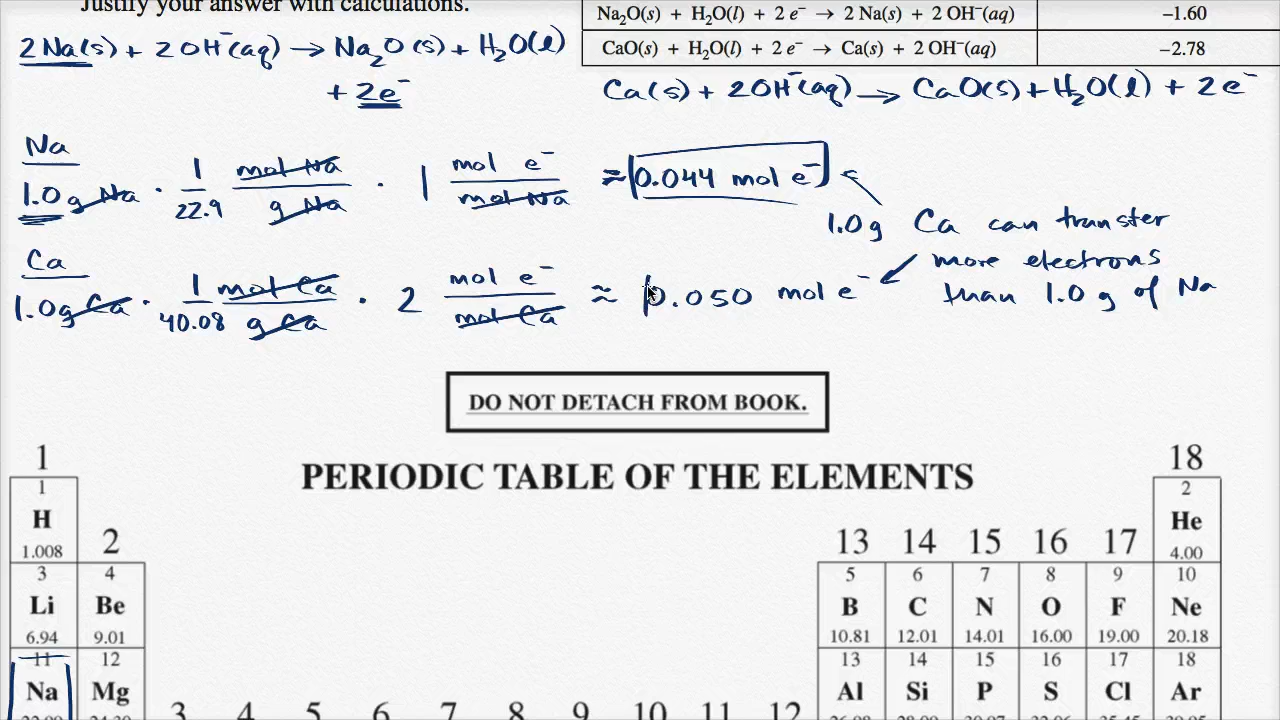 Justify your answer with calculations.
Na₂O(s) + H₂O(l) + 2 e⁻ → 2 Na(s) + 2 OH⁻(aq) −1.60
CaO(s) + H₂O(l) + 2 e⁻ → Ca(s) + 2 OH⁻(aq) −2.78
2Na(s) + 2OH⁻(aq) → Na₂O(s) + H₂O(l)
+ 2e⁻
Ca(s) + 2OH⁻(aq) → CaO(s) + H₂O(l) + 2e⁻
Na
1.0 g Na · 1/22.9 mol Na/g Na · 1 mol e⁻/mol Na ≈ 0.044 mol e⁻
1.0 g Ca can transfer
more electrons
than 1.0 g of Na
Ca
1.0g Ca · 1/40.08 mol Ca/g Ca · 2 mol e⁻/mol Ca ≈ 0.050 mol e⁻
DO NOT DETACH FROM BOOK.
PERIODIC TABLE OF THE ELEMENTS
1 18
1 2
H He
1.008 4.00
2 13 14 15 16 17
3 4 5 6 7 8 9 10
Li Be B C N O F Ne
6.94 9.01 10.81 12.01 14.01 16.00 19.00 20.18
11 12 13 14 15 16 17 18
Na Mg Al Si P S Cl Ar
3 4 5 6 7 8 9 10 11 12